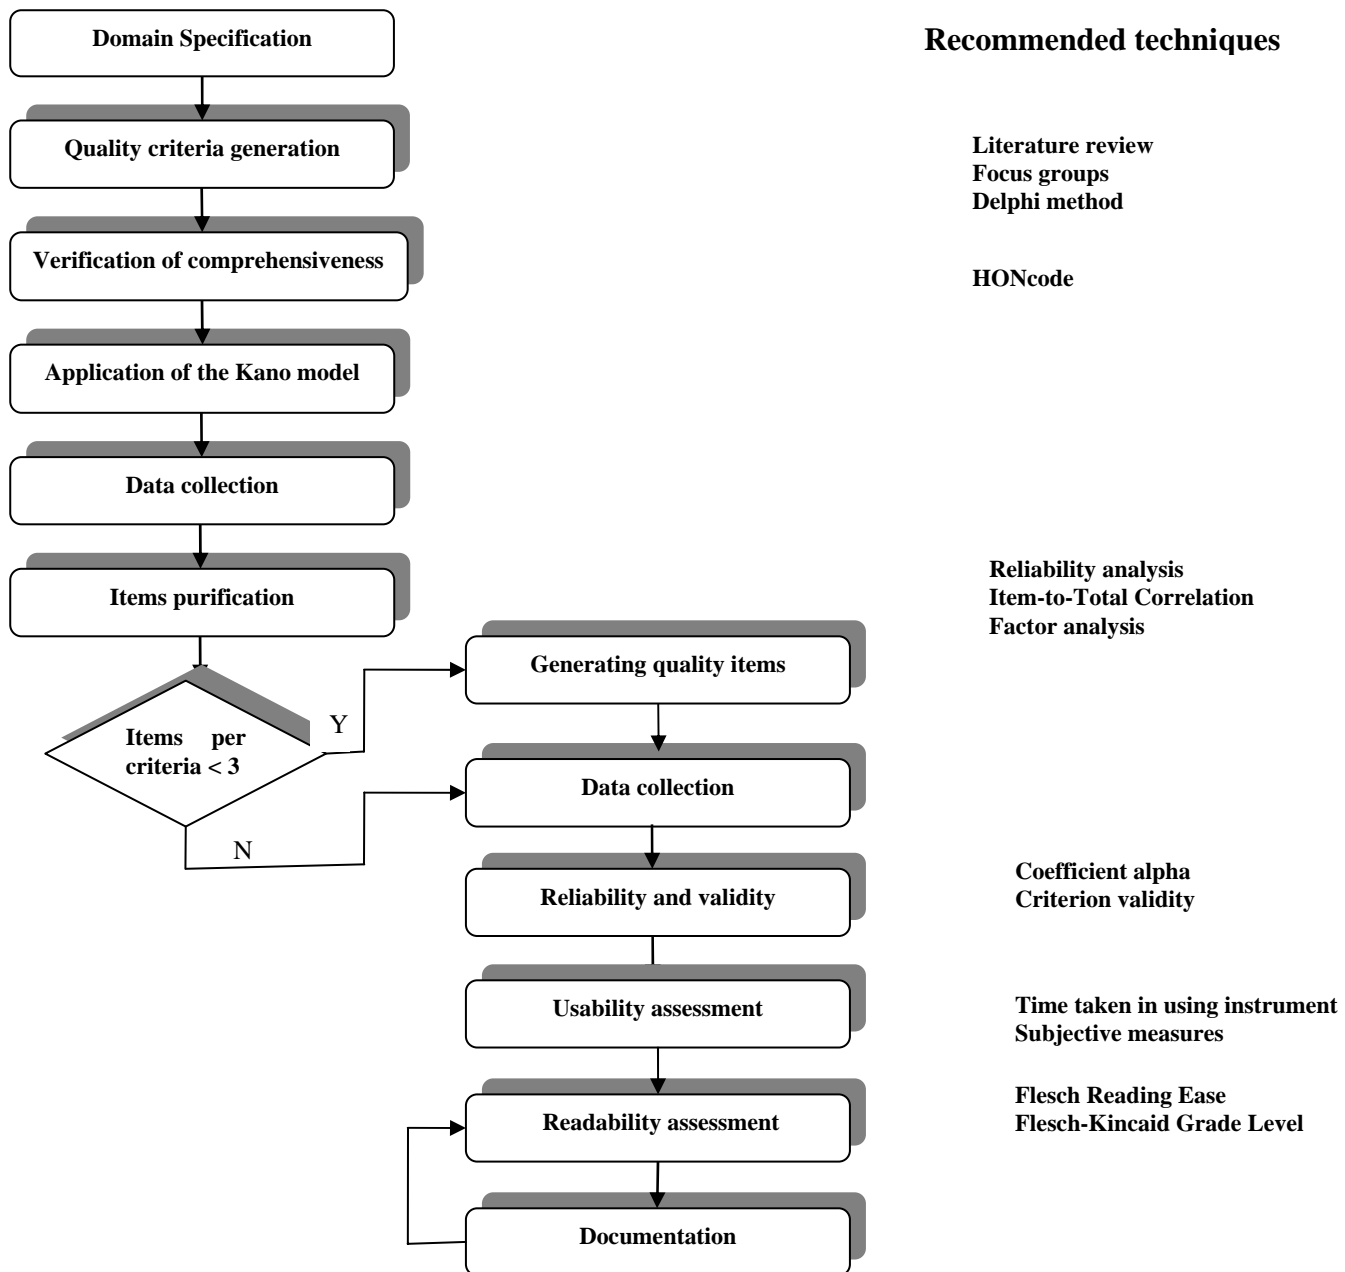 Domain Specification
Recommended techniques
Quality criteria generation
Literature review
Focus groups
Delphi method
Verification of comprehensiveness
HONcode
Application of the Kano model
Data collection
Items purification
Reliability analysis
Item-to-Total Correlation
Factor analysis
Generating quality items
Y
Items per
criteria < 3
Data collection
N
Reliability and validity
Coefficient alpha
Criterion validity
Usability assessment
Time taken in using instrument
Subjective measures
Readability assessment
Flesch Reading Ease
Flesch-Kincaid Grade Level
Documentation